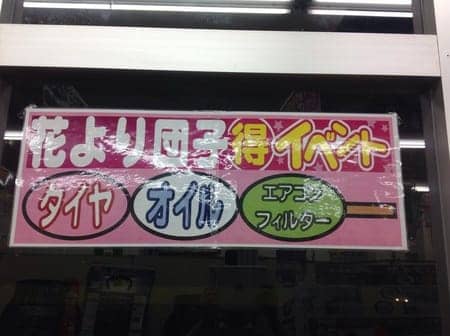 花より団子得イベント
タイヤ オイル エアコン
フィルター